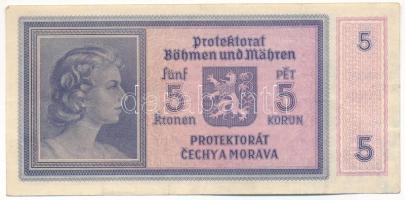 Protektorat
Böhmen und Mähren
Fünf PĚT
5 5
Kronen KORUN
PROTEKTORÁT
ČECHY A MORAVA
5
5